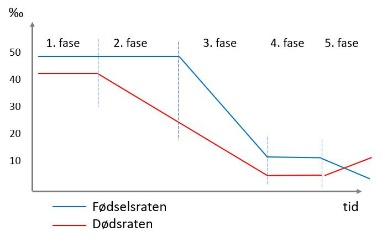 ‰
1. fase 2. fase 3. fase 4. fase 5. fase
50
40
30
20
10
Fødselsraten
tid
Dødsraten